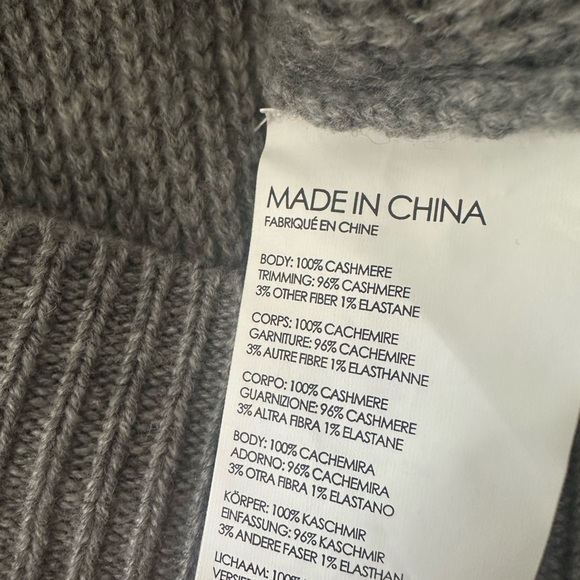 MADE IN CHINA
FABRIQUÉ EN CHINE
BODY: 100% CASHMERE
TRIMMING: 96% CASHMERE
3% OTHER FIBER 1% ELASTANE
CORPS: 100% CACHEMIRE
GARNITURE: 96% CACHEMIRE
3% AUTRE FIBRE 1% ELASTHANNE
CORPO: 100% CASHMERE
GUARNIZIONE: 96% CASHMERE
3% ALTRA FIBRA 1% ELASTANE
BODY: 100% CACHEMIRA
ADORNO: 96% CACHEMIRA
3% OTRA FIBRA 1% ELASTANO
KÖRPER: 100% KASCHMIR
EINFASSUNG: 96% KASCHMIR
3% ANDERE FASER 1% ELASTHAN
LICHAAM: 100%